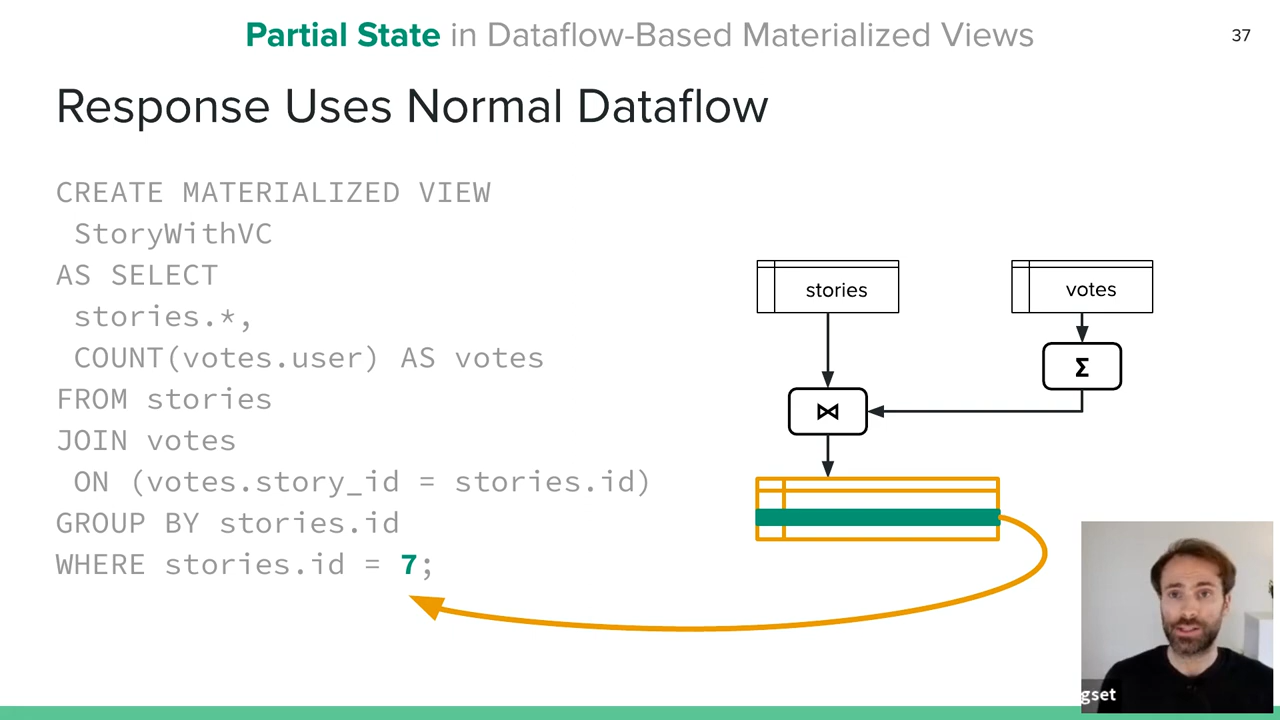 Partial State in Dataflow-Based Materialized Views
37
Response Uses Normal Dataflow
CREATE MATERIALIZED VIEW
StoryWithVC
AS SELECT
stories.*,
COUNT(votes.user) AS votes
FROM stories
JOIN votes
ON (votes.story_id = stories.id)
GROUP BY stories.id
WHERE stories.id = 7;
stories
votes
Σ
⋈
gset